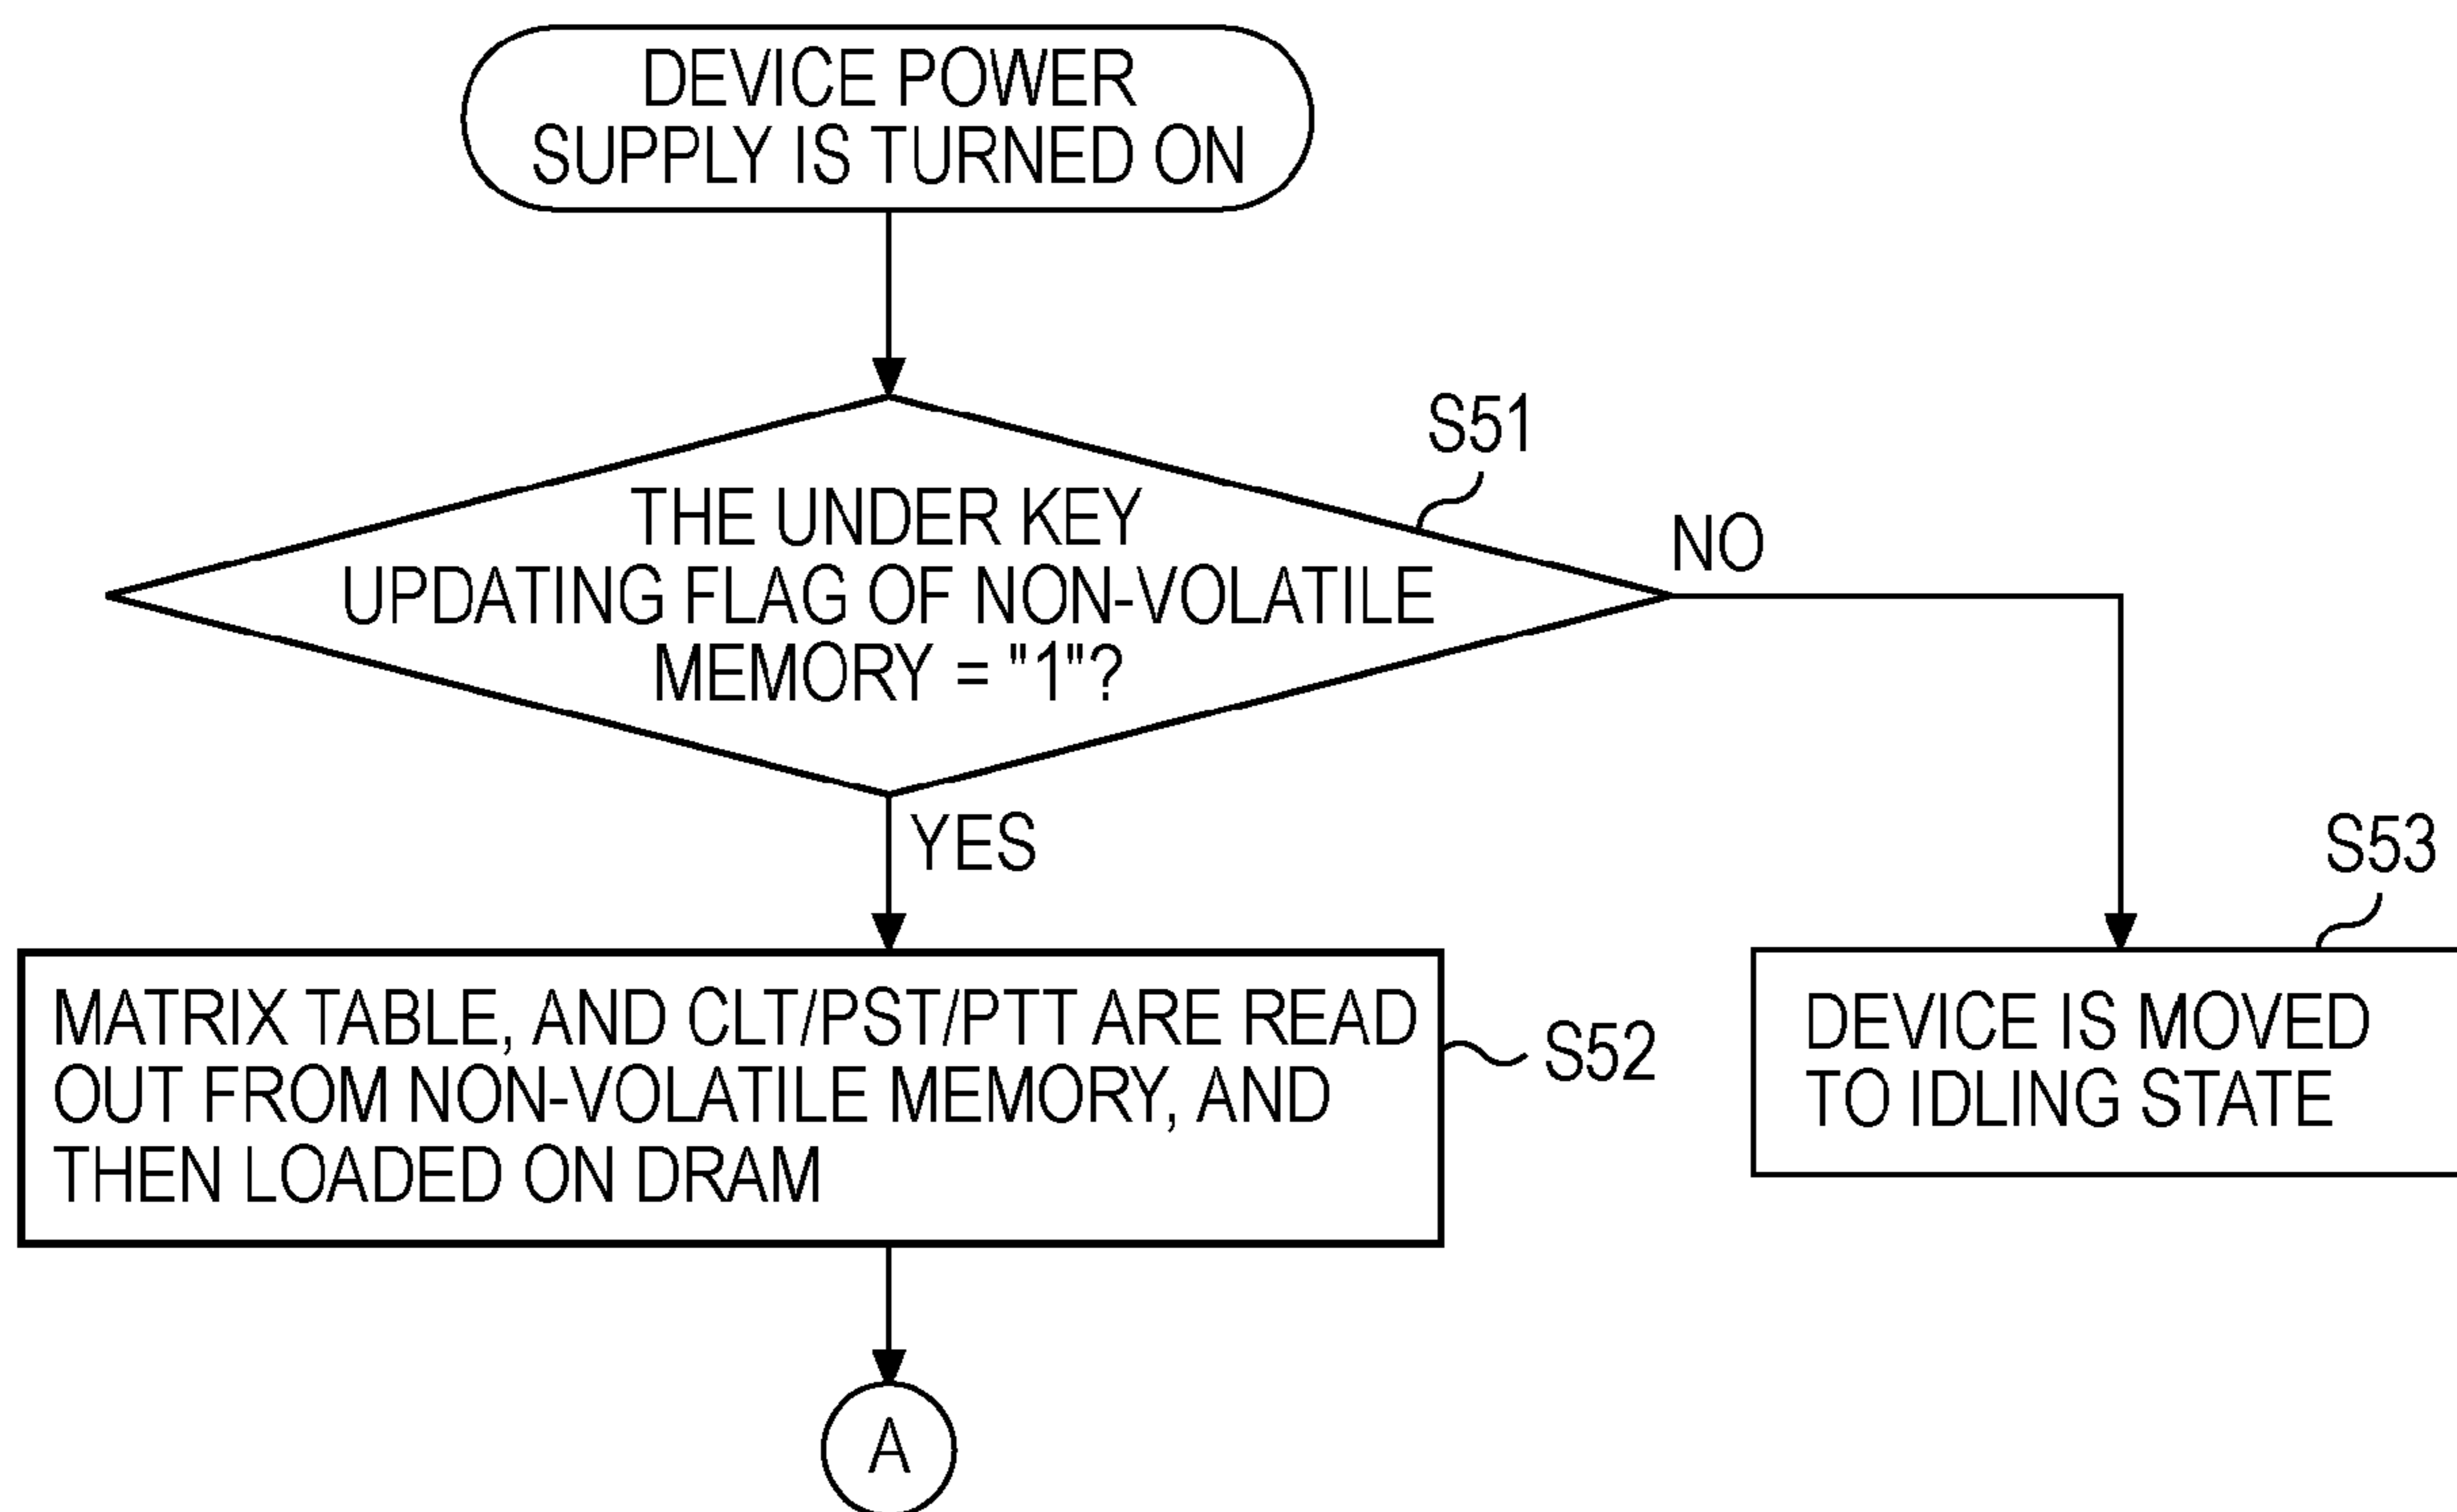 DEVICE POWER
SUPPLY IS TURNED ON
S51
THE UNDER KEY
UPDATING FLAG OF NON-VOLATILE
MEMORY = "1"?
NO
YES
S53
MATRIX TABLE, AND CLT/PST/PTT ARE READ
OUT FROM NON-VOLATILE MEMORY, AND
THEN LOADED ON DRAM
S52
DEVICE IS MOVED
TO IDLING STATE
A